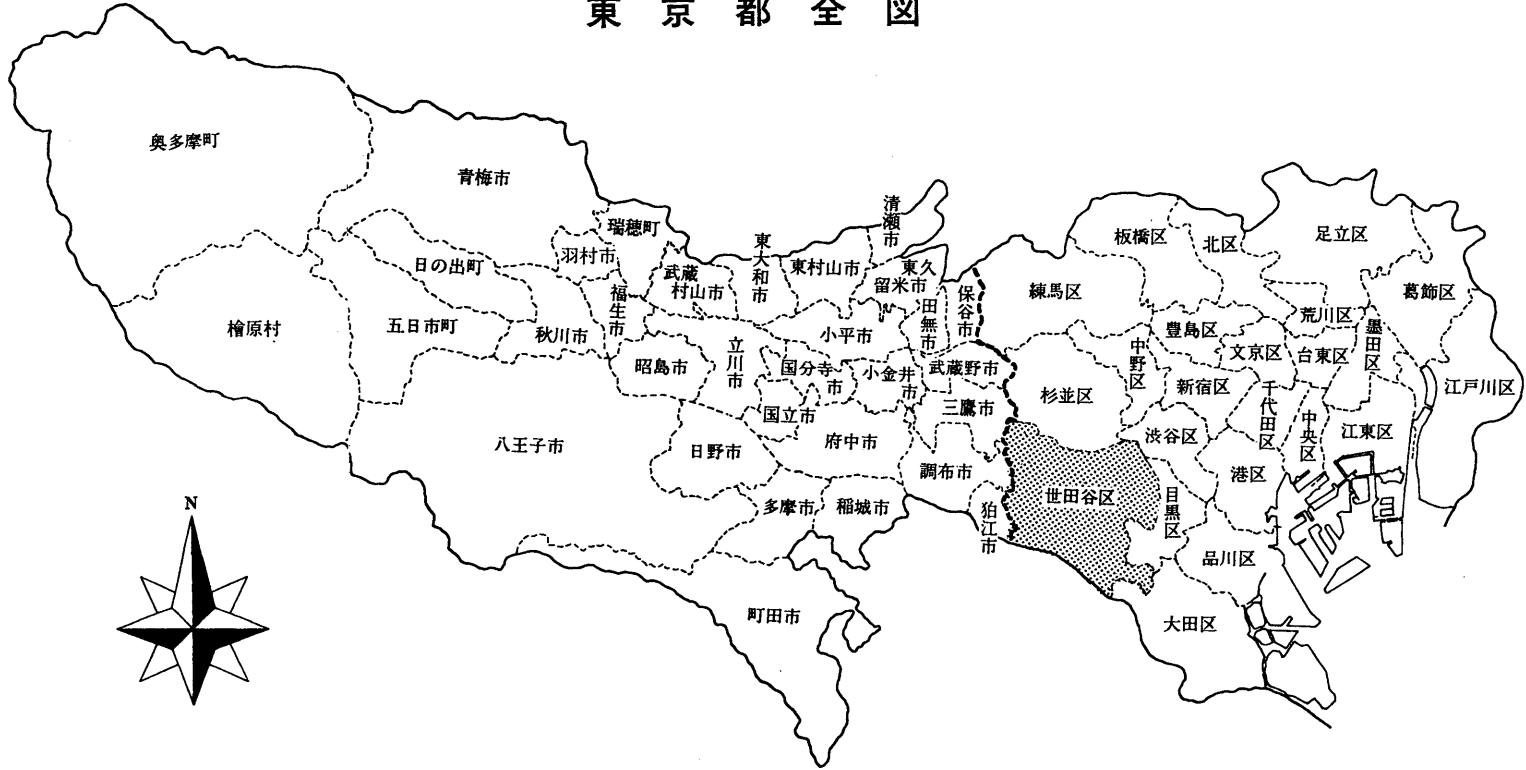 東京都全図
奥多摩町
青梅市
瑞穂町
羽村市
日の出町
檜原村
五日市町
秋川市
福生市
武蔵
村山市
東大和市
東村山市
清瀬市
東久
留米市
田無市
保谷市
昭島市
立川市
小平市
国分寺
市
小金井
市
武蔵野市
三鷹市
国立市
府中市
八王子市
日野市
調布市
狛江市
多摩市
稲城市
町田市
N
板橋区
北区
足立区
葛飾区
練馬区
豊島区
荒川区
墨田区
文京区
台東区
中野区
新宿区
杉並区
千代田区
中央区
江東区
江戸川区
渋谷区
港区
世田谷区
目黒区
品川区
大田区